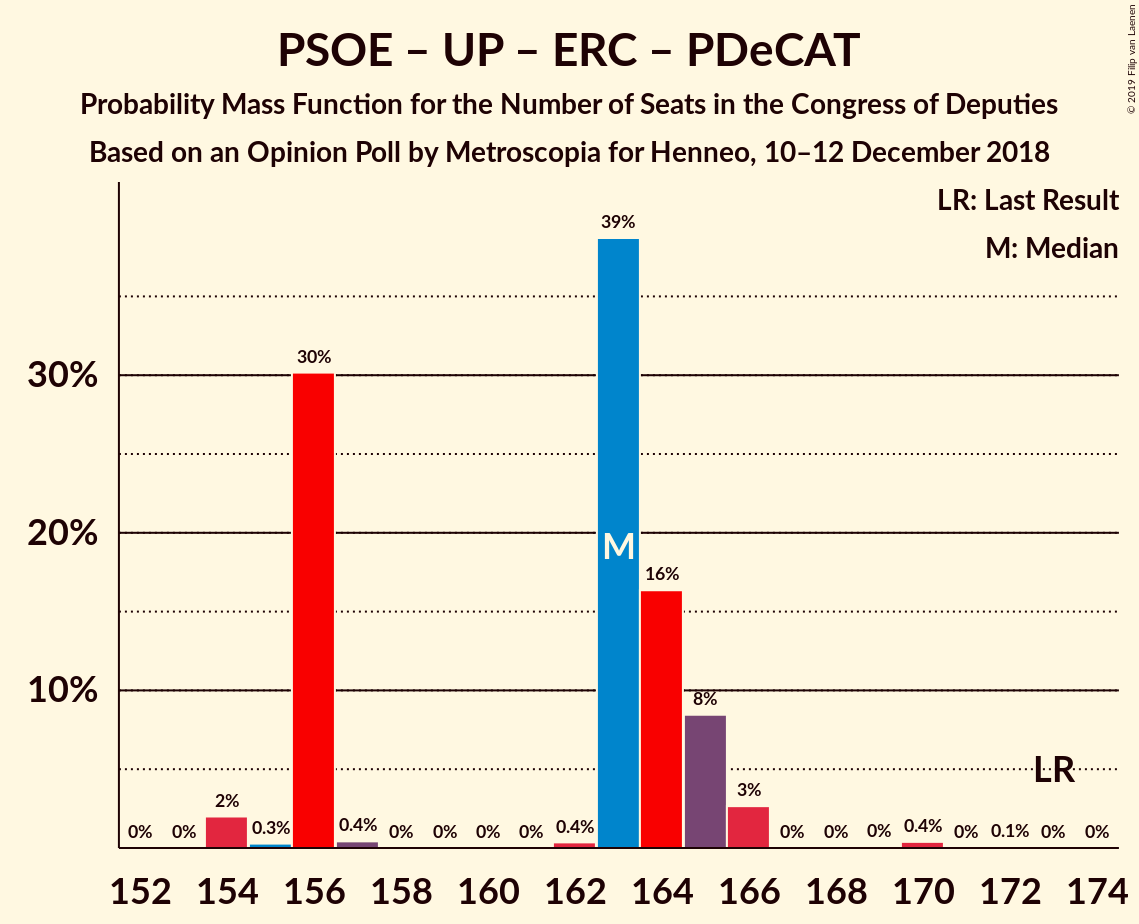 PSOE – UP – ERC – PDeCAT
Probability Mass Function for the Number of Seats in the Congress of Deputies
Based on an Opinion Poll by Metroscopia for Henneo, 10–12 December 2018
© 2019 Filip van Laenen
LR: Last Result
M: Median
39%
30%
30%
20%
M
16%
10%
8%
LR
0% 0% 2% 0.3% 0.4% 0% 0% 0% 0% 0.4% 3% 0% 0% 0% 0.4% 0% 0.1% 0% 0%
152 154 156 158 160 162 164 166 168 170 172 174